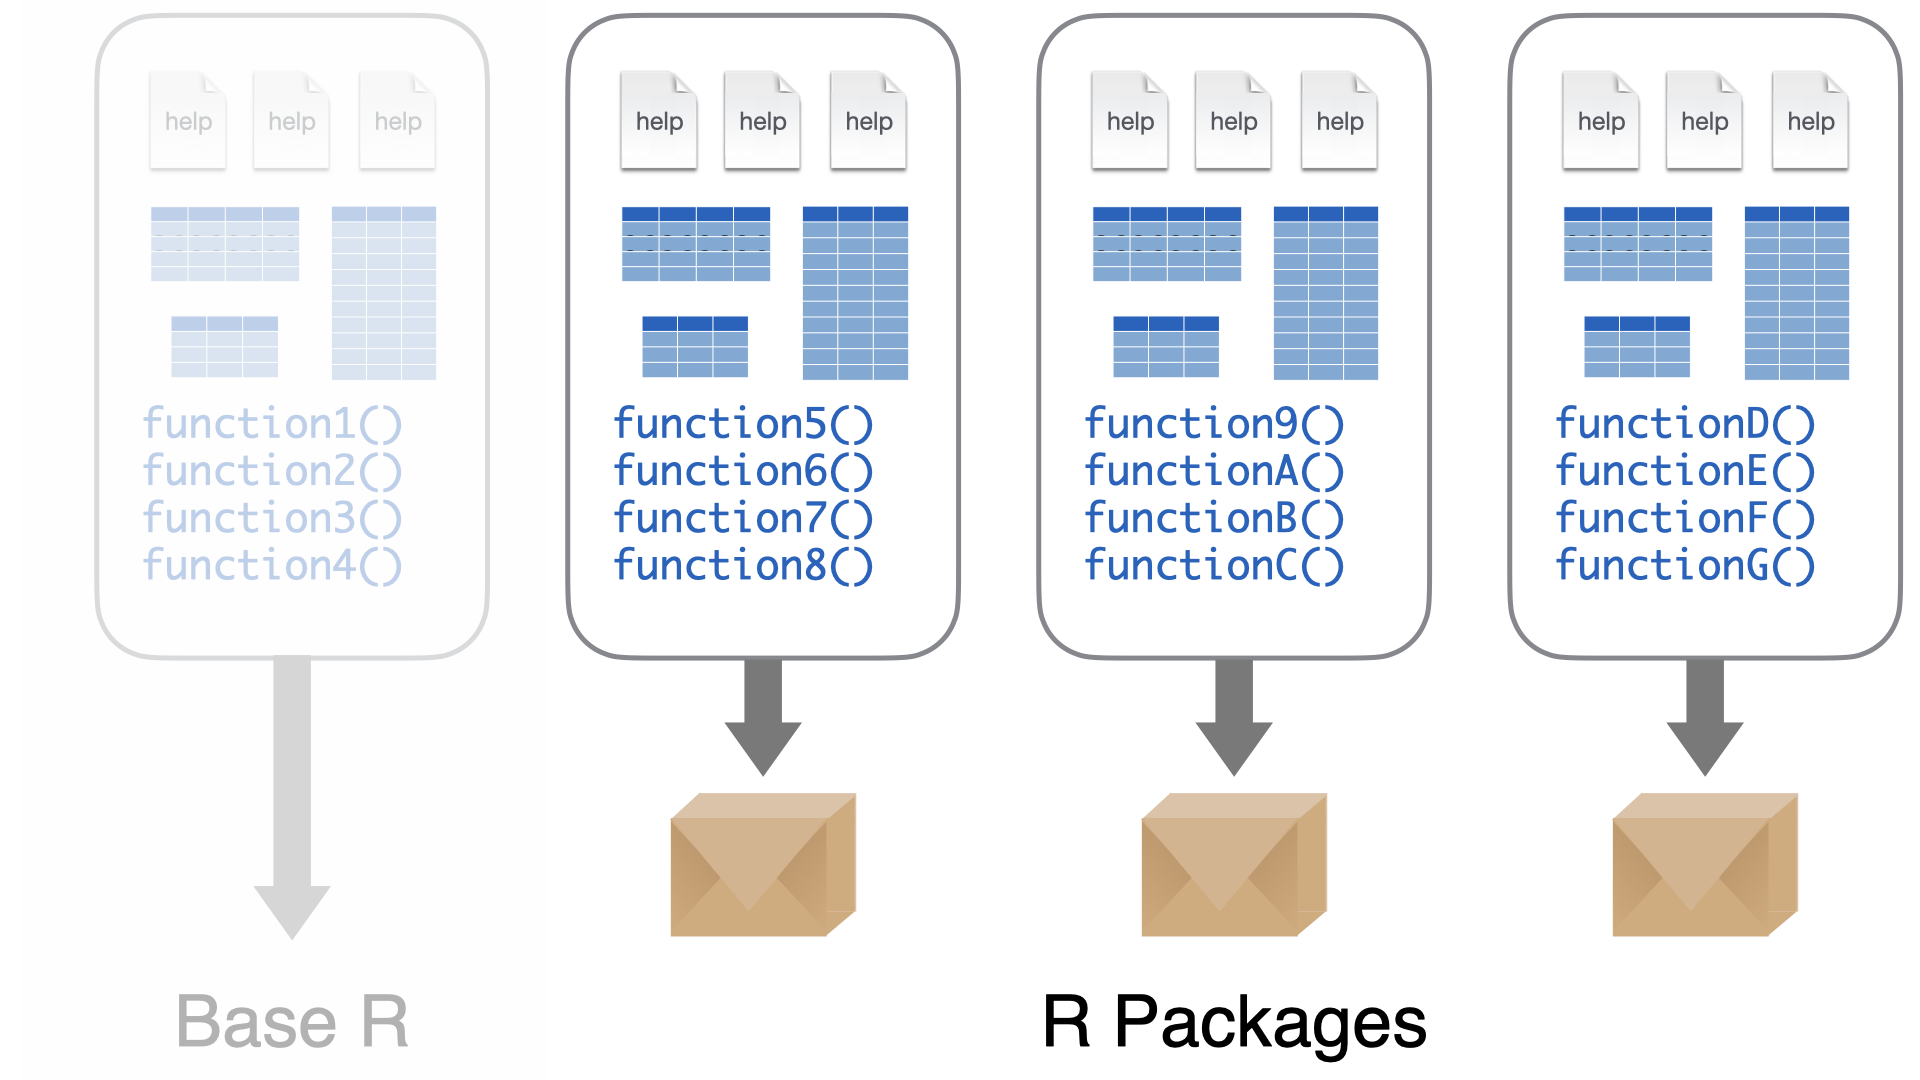 help help help
function1()
function2()
function3()
function4()
help help help
function5()
function6()
function7()
function8()
help help help
function9()
functionA()
functionB()
functionC()
help help help
functionD()
functionE()
functionF()
functionG()
Base R
R Packages